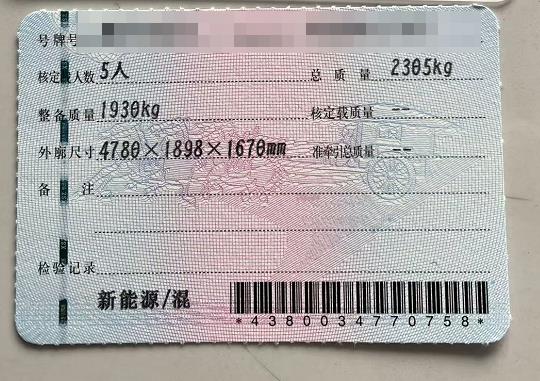 号牌号
核定载人数 5人 总质量 2305kg
整备质量 1930kg 核定载质量 --
外廓尺寸 4780×1898×1670mm 准牵引总质量 --
备注
检验记录
新能源/混
*4380034770758*